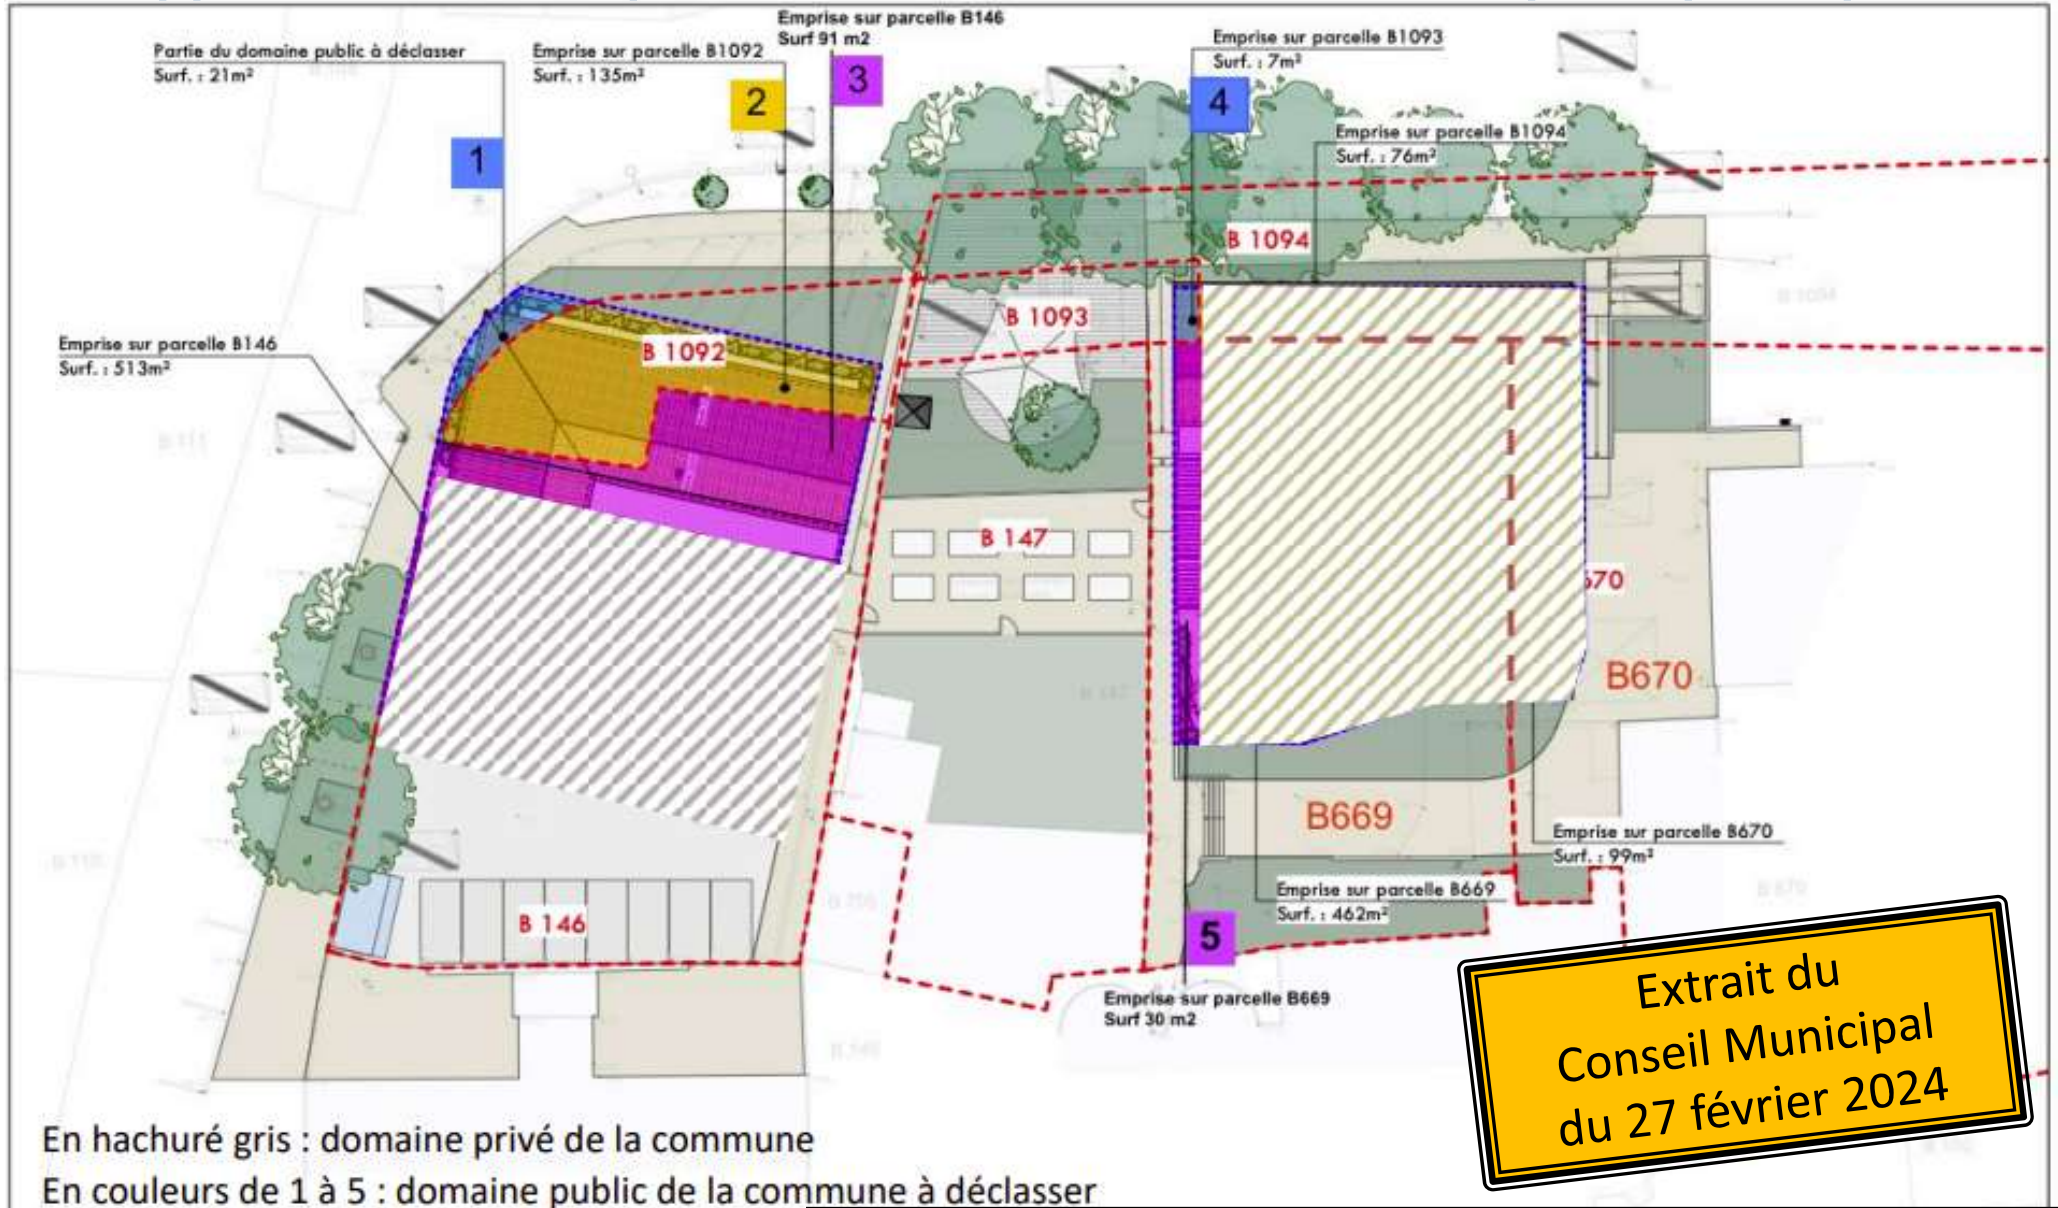 Emprise sur parcelle B146
Surf 91 m2
Partie du domaine public à déclasser
Surf. : 21m²
Emprise sur parcelle B1092
Surf. : 135m²
Emprise sur parcelle B1093
Surf. : 7m²
3
2
4
1
Emprise sur parcelle B1094
Surf. : 76m²
B 1094
B 1093
B 1092
Emprise sur parcelle B146
Surf. : 513m²
B 1094
B 111
B 147
670
B670
B 147
B669
Emprise sur parcelle B670
Surf. : 99m²
Emprise sur parcelle B669
Surf. : 462m²
B 670
B 146
5
Emprise sur parcelle B669
Surf 30 m2
Extrait du
Conseil Municipal
du 27 février 2024
En hachuré gris : domaine privé de la commune
En couleurs de 1 à 5 : domaine public de la commune à déclasser